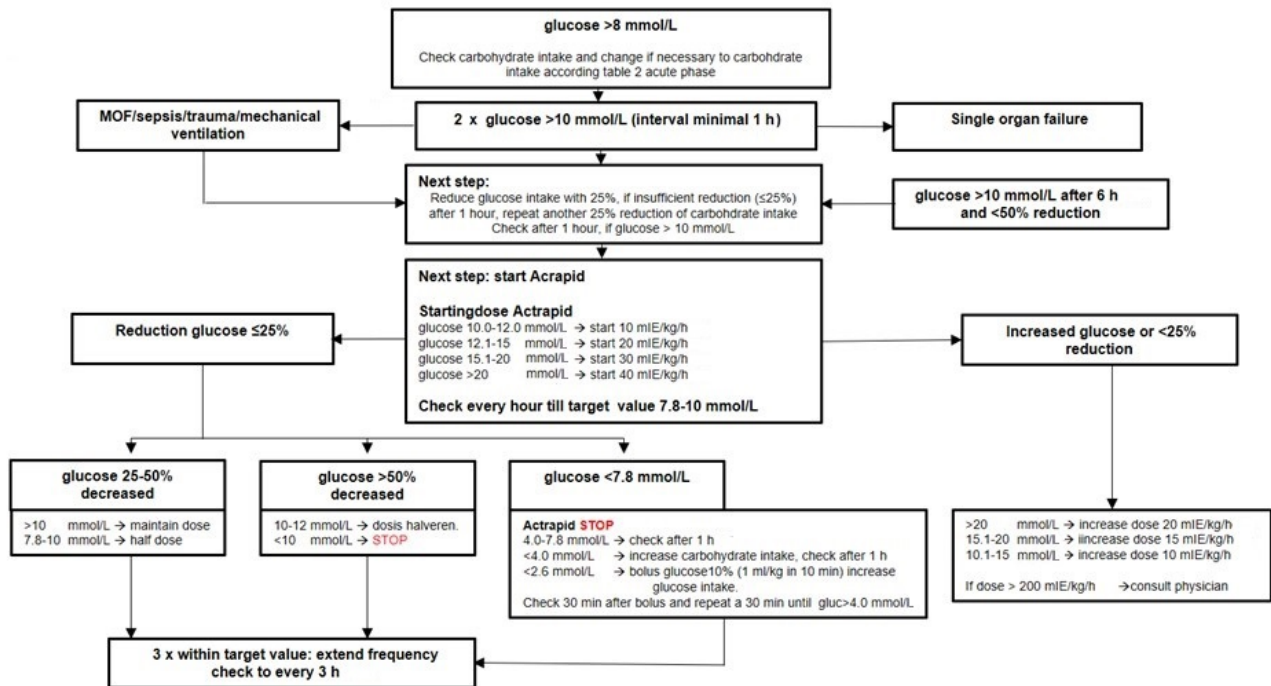 glucose >8 mmol/L
Check carbohydrate intake and change if necessary to carbohdrate
intake according table 2 acute phase
MOF/sepsis/trauma/mechanical
ventilation
2 x glucose >10 mmol/L (interval minimal 1 h)
Single organ failure
Next step:
Reduce glucose intake with 25%, if insufficient reduction (≤25%)
after 1 hour, repeat another 25% reduction of carbohdrate intake
Check after 1 hour, if glucose > 10 mmol/L
glucose >10 mmol/L after 6 h
and <50% reduction
Next step: start Acrapid
Startingdose Actrapid
glucose 10.0-12.0 mmol/L → start 10 mIE/kg/h
glucose 12.1-15 mmol/L → start 20 mIE/kg/h
glucose 15.1-20 mmol/L → start 30 mIE/kg/h
glucose >20 mmol/L → start 40 mIE/kg/h
Check every hour till target value 7.8-10 mmol/L
Reduction glucose ≤25%
Increased glucose or <25%
reduction
glucose 25-50%
decreased
>10 mmol/L → maintain dose
7.8-10 mmol/L → half dose
glucose >50%
decreased
10-12 mmol/L → dosis halveren.
<10 mmol/L → STOP
glucose <7.8 mmol/L
Actrapid STOP
4.0-7.8 mmol/L → check after 1 h
<4.0 mmol/L → increase carbohydrate intake, check after 1 h
<2.6 mmol/L → bolus glucose10% (1 ml/kg in 10 min) increase
glucose intake.
Check 30 min after bolus and repeat a 30 min until gluc>4.0 mmol/L
>20 mmol/L → increase dose 20 mIE/kg/h
15.1-20 mmol/L → iincrease dose 15 mIE/kg/h
10.1-15 mmol/L → increase dose 10 mIE/kg/h
If dose > 200 mIE/kg/h →consult physician
3 x within target value: extend frequency
check to every 3 h